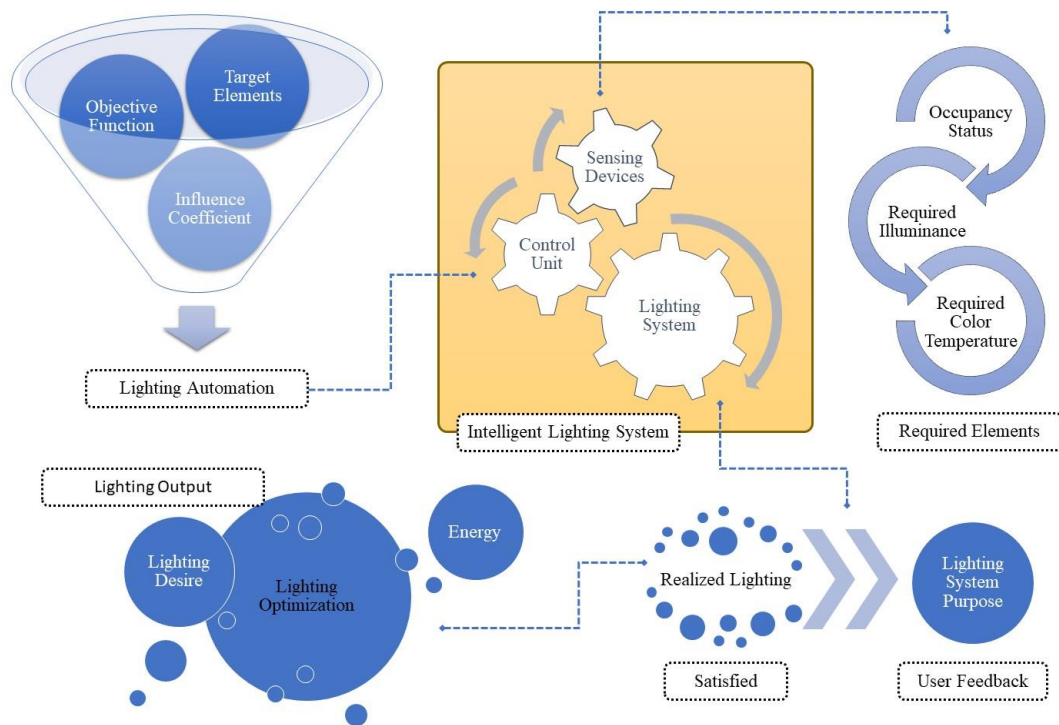 Target
Elements
Objective
Function
Influence
Coefficient
Lighting Automation
Sensing
Devices
Control
Unit
Lighting
System
Intelligent Lighting System
Occupancy
Status
Required
Illuminance
Required
Color
Temperature
Required Elements
Lighting Output
Lighting
Desire
Lighting
Optimization
Energy
Realized Lighting
Satisfied
Lighting
System
Purpose
User Feedback